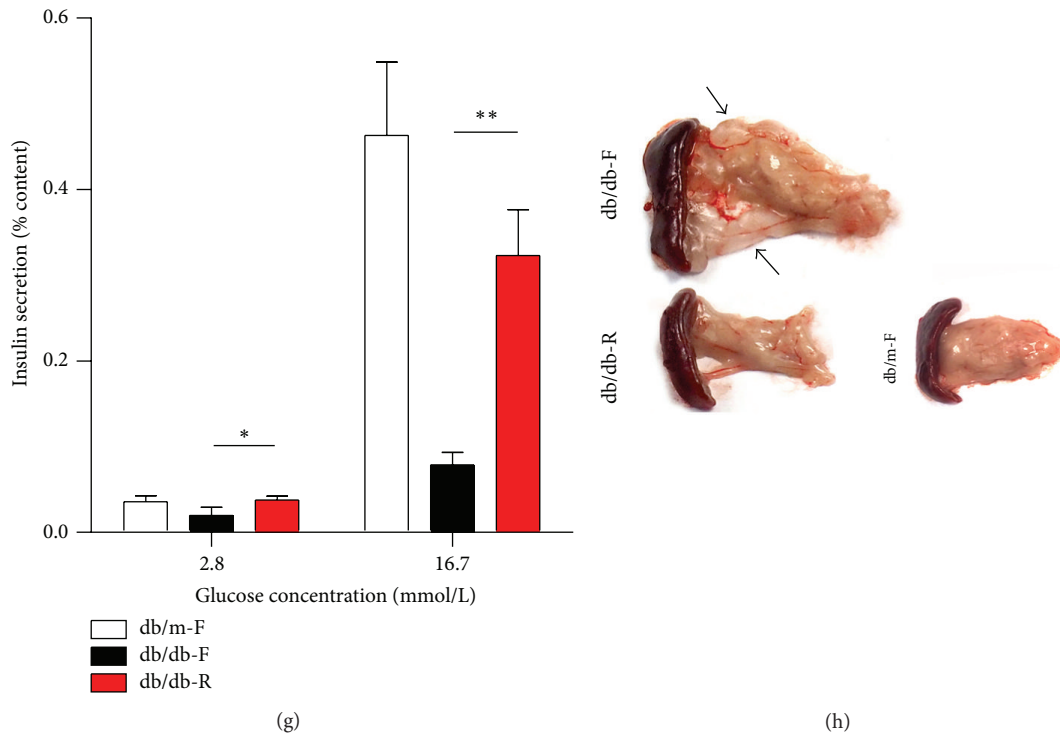 0.6
0.4
0.2
0.0
Insulin secretion (% content)
*
**
2.8
16.7
Glucose concentration (mmol/L)
db/m-F
db/db-F
db/db-R
(g)
db/db-F
db/db-R
db/m-F
(h)